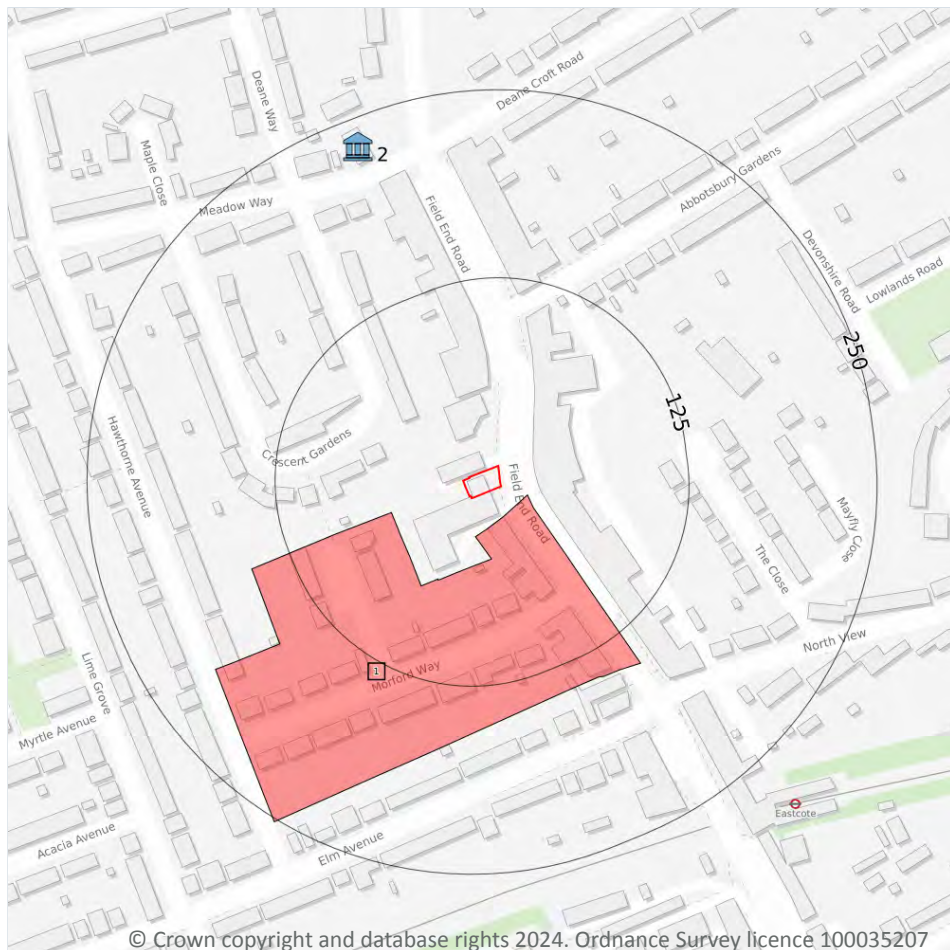 Deane Croft Road
Deane Way
Maple Close
2
Meadow Way
Abbotsbury Gardens
Field End Road
Devonshire Road
Lowlands Road
250
125
Hawthorne Avenue
Crescent Gardens
Field End Road
Mayfly Close
The Close
North View
Lime Grove
1
Morford Way
Myrtle Avenue
Eastcote
Acacia Avenue
Elm Avenue
© Crown copyright and database rights 2024. Ordnance Survey licence 100035207